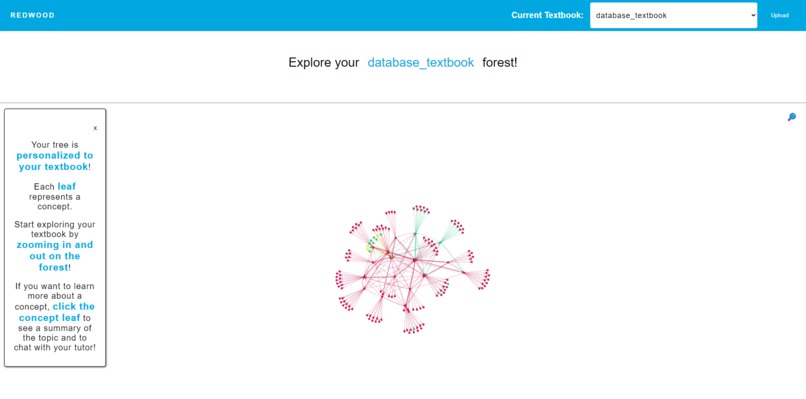 REDWOOD
Current Textbook:
database_textbook
Upload
Explore your database_textbook forest!
x
Your tree is
personalized to
your textbook!
Each leaf
represents a
concept.
Start exploring your
textbook by
zooming in and
out on the
forest!
If you want to learn
more about a
concept, click the
concept leaf to
see a summary of
the topic and to
chat with your tutor!